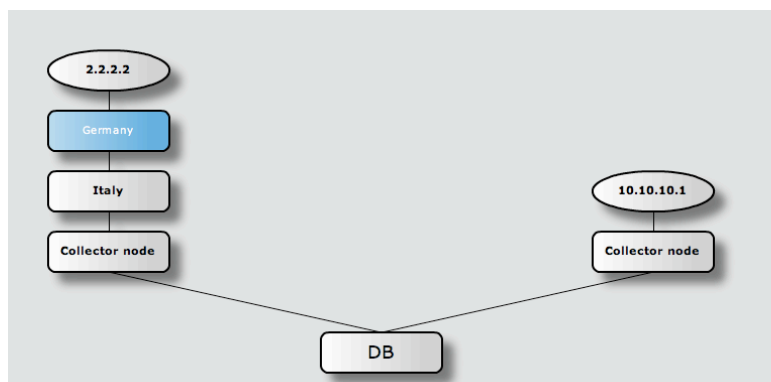 2.2.2.2
Germany
Italy
10.10.10.1
Collector node
Collector node
DB